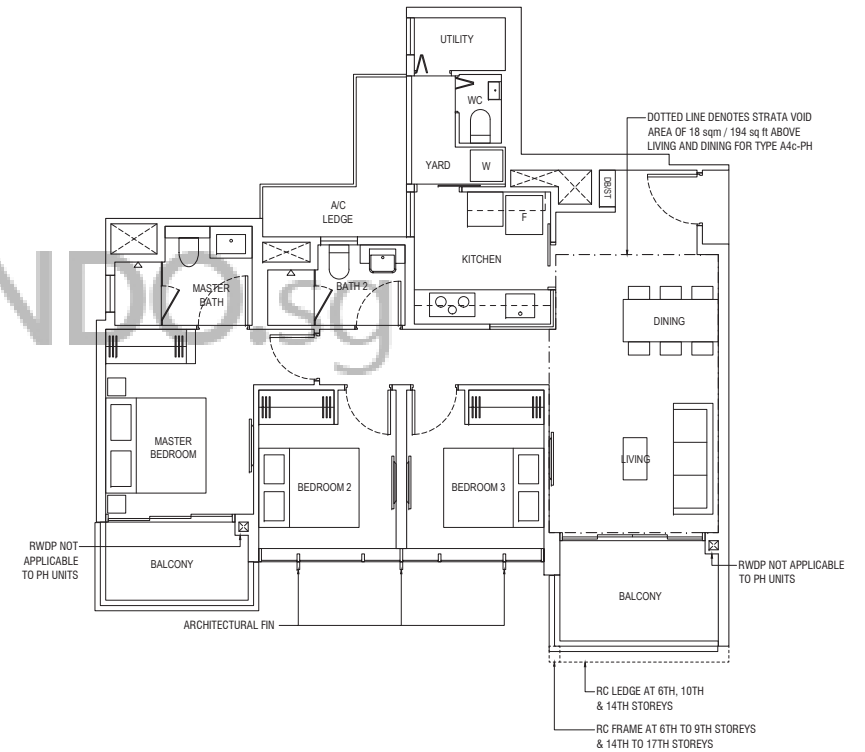 UTILITY
WC
DOTTED LINE DENOTES STRATA VOID
AREA OF 18 sqm / 194 sq ft ABOVE
LIVING AND DINING FOR TYPE A4c-PH
YARD
W
DB/ST
A/C
LEDGE
F
KITCHEN
MASTER
BATH
BATH 2
NDO.sg
DINING
MASTER
BEDROOM
LIVING
BEDROOM 2
BEDROOM 3
RWDP NOT
APPLICABLE
TO PH UNITS
BALCONY
RWDP NOT APPLICABLE
TO PH UNITS
BALCONY
ARCHITECTURAL FIN
RC LEDGE AT 6TH, 10TH
& 14TH STOREYS
RC FRAME AT 6TH TO 9TH STOREYS
& 14TH TO 17TH STOREYS